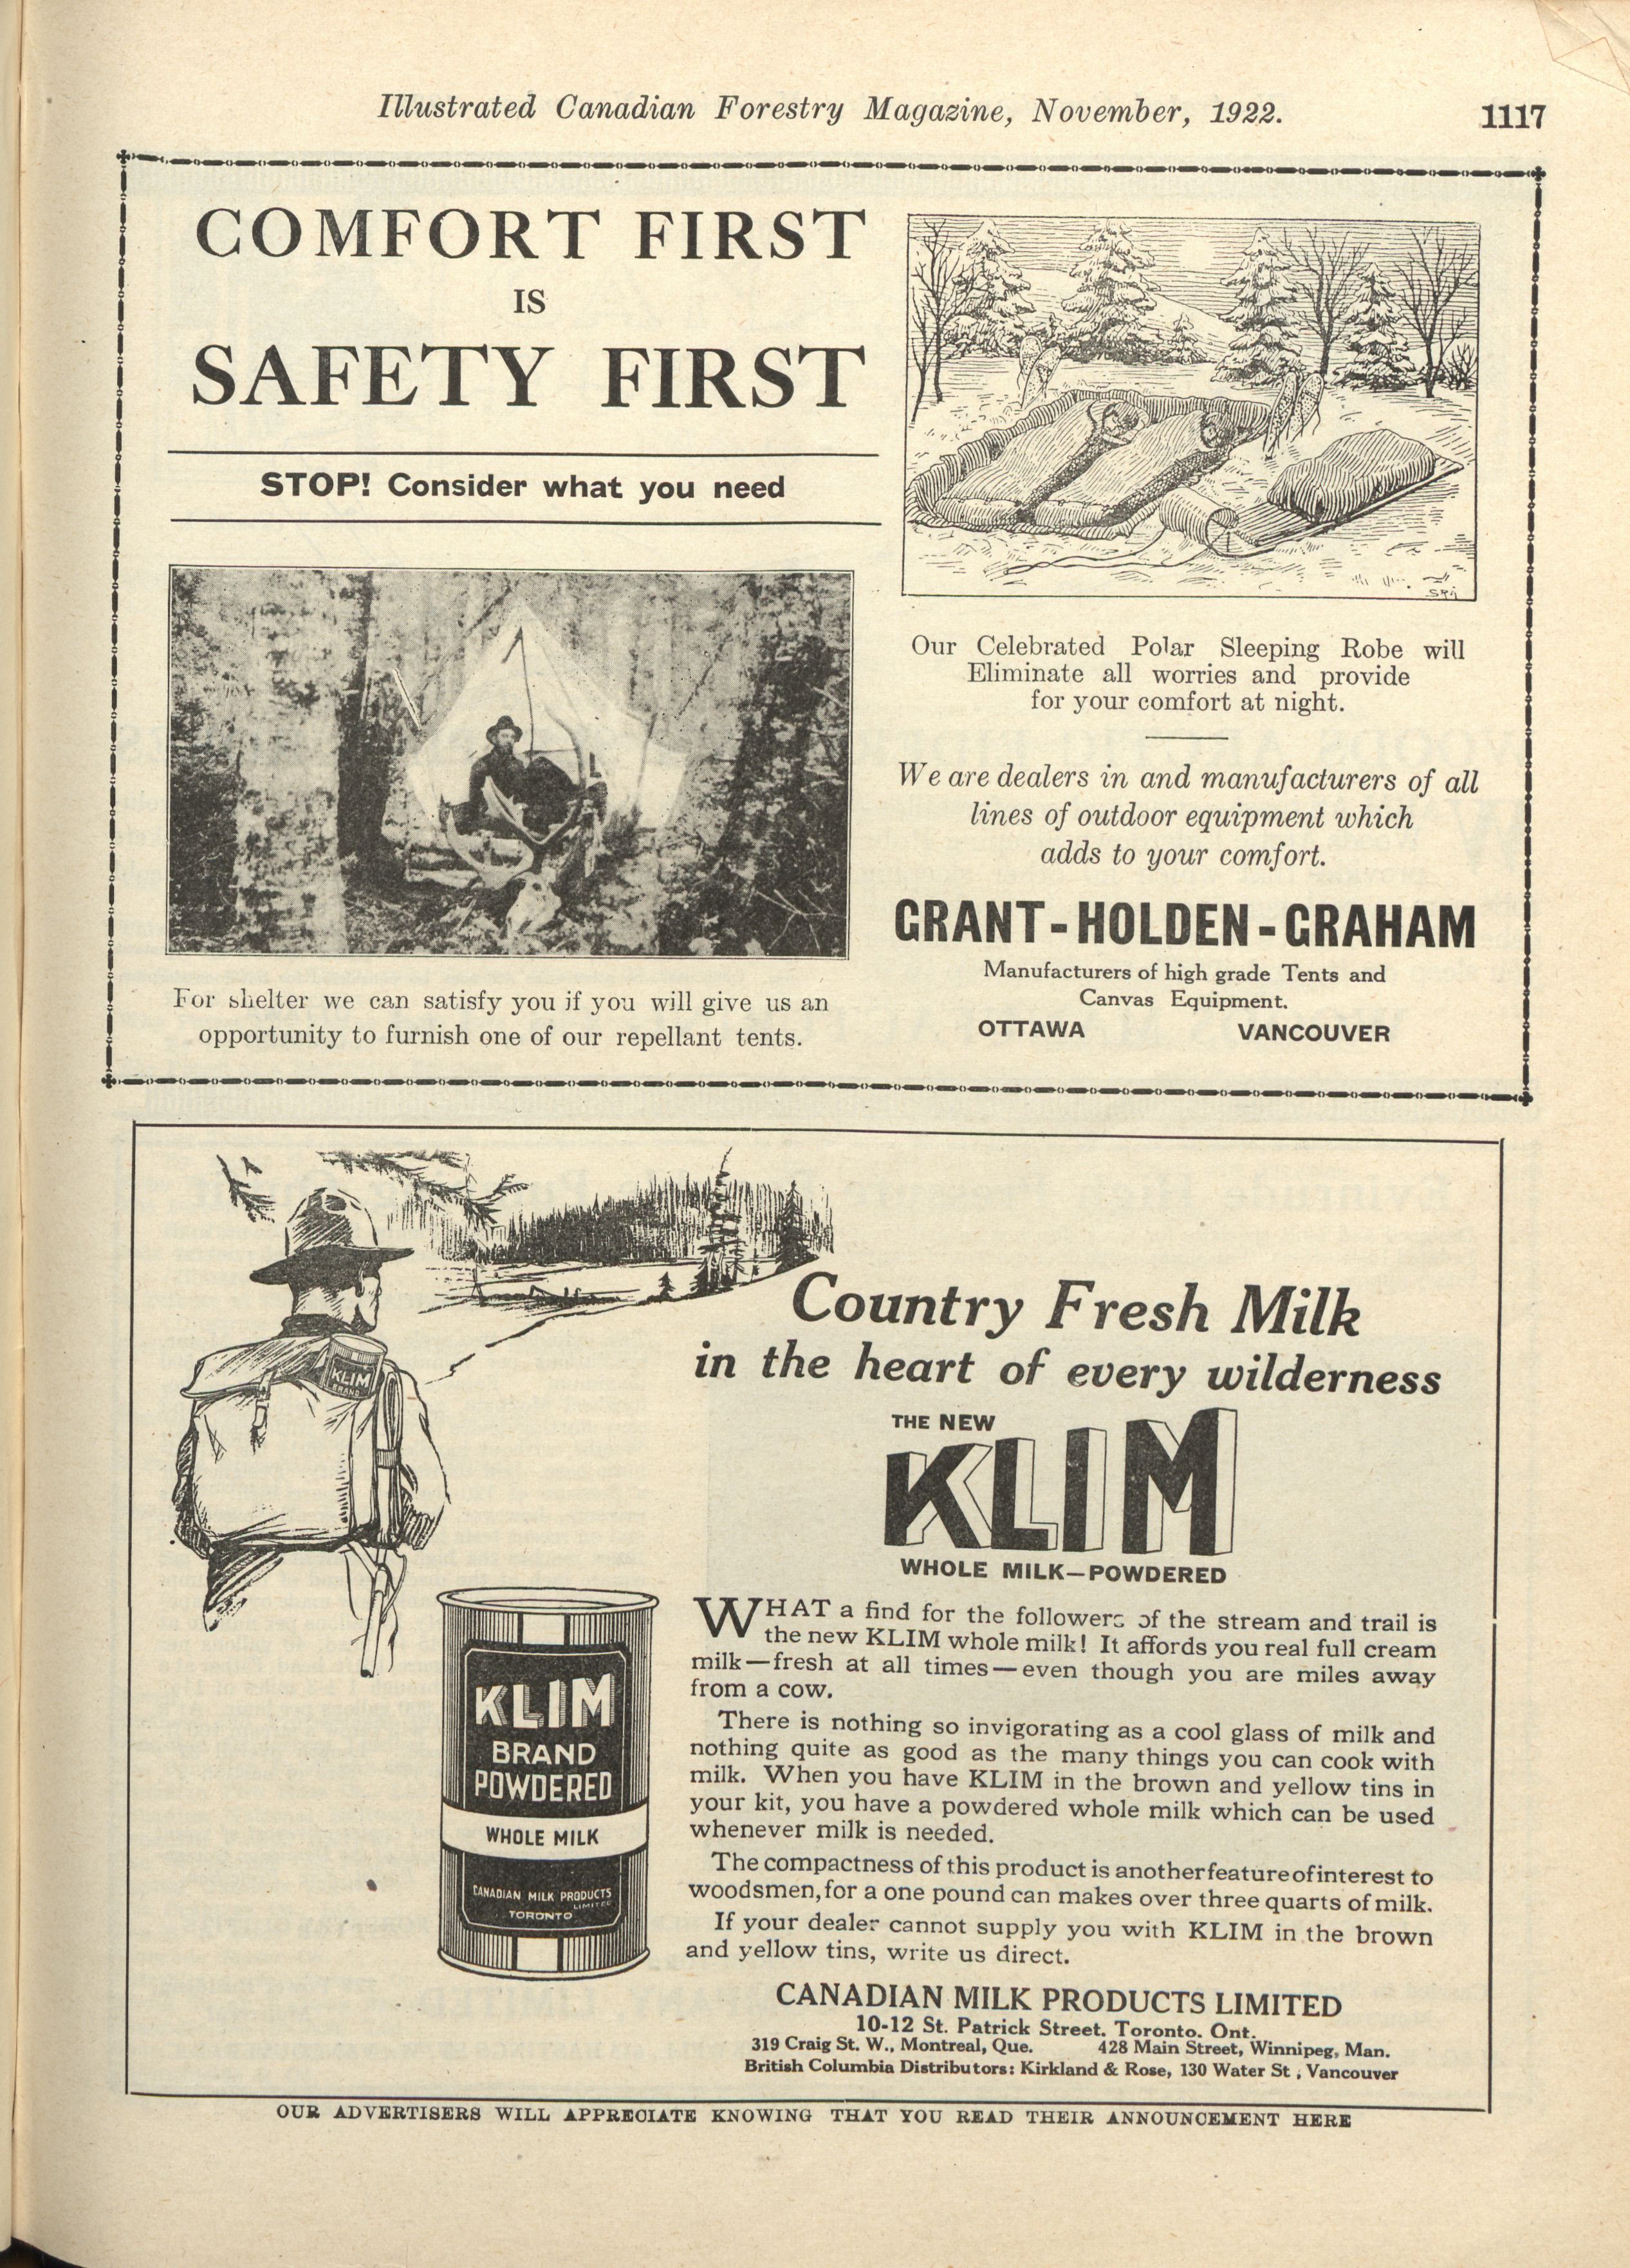 Illustrated Canadian Forestry Magazine, November, 1922.
1117
COMFORT FIRST
IS
SAFETY FIRST
STOP! Consider what you need
For shelter we can satisfy you if you will give us an
opportunity to furnish one of our repellant tents.
Our Celebrated Polar Sleeping Robe will
Eliminate all worries and provide
for your comfort at night.
We are dealers in and manufacturers of all
lines of outdoor equipment which
adds to your comfort.
GRANT-HOLDEN-GRAHAM
Manufacturers of high grade Tents and
Canvas Equipment.
OTTAWA VANCOUVER
KLIM
BRAND
Country Fresh Milk
in the heart of every wilderness
THE NEW
KLIM
WHOLE MILK—POWDERED
WHAT a find for the followers of the stream and trail is
the new KLIM whole milk! It affords you real full cream
milk—fresh at all times—even though you are miles away
from a cow.
There is nothing so invigorating as a cool glass of milk and
nothing quite as good as the many things you can cook with
milk. When you have KLIM in the brown and yellow tins in
your kit, you have a powdered whole milk which can be used
whenever milk is needed.
The compactness of this product is another feature of interest to
woodsmen, for a one pound can makes over three quarts of milk.
If your dealer cannot supply you with KLIM in the brown
and yellow tins, write us direct.
KLIM
BRAND
POWDERED
WHOLE MILK
CANADIAN MILK PRODUCTS
LIMITED
TORONTO
CANADIAN MILK PRODUCTS LIMITED
10-12 St. Patrick Street. Toronto. Ont.
319 Craig St. W., Montreal, Que. 428 Main Street, Winnipeg, Man.
British Columbia Distributors: Kirkland & Rose, 130 Water St , Vancouver
OUR ADVERTISERS WILL APPRECIATE KNOWING THAT YOU READ THEIR ANNOUNCEMENT HERE